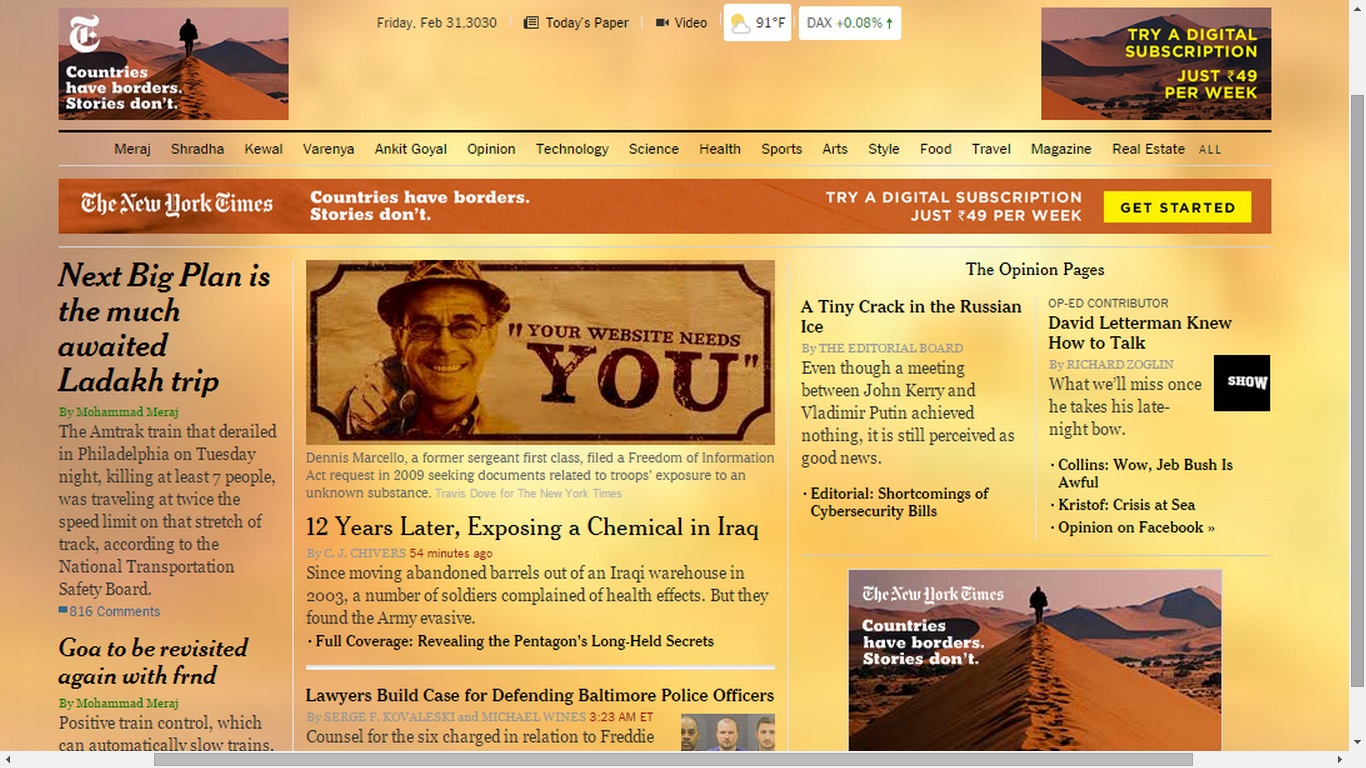 T
Countries
have borders.
Stories don't.
Friday, Feb 31,3030
Today's Paper
Video
91°F
DAX +0.08%↑
TRY A DIGITAL
SUBSCRIPTION
JUST ₹49
PER WEEK
Meraj Shradha Kewal Varenya Ankit Goyal Opinion Technology Science Health Sports Arts Style Food Travel Magazine Real Estate ALL
The New York Times
Countries have borders.
Stories don't.
TRY A DIGITAL SUBSCRIPTION
JUST ₹49 PER WEEK
GET STARTED
Next Big Plan is
the much
awaited
Ladakh trip
By Mohammad Meraj
The Amtrak train that derailed
in Philadelphia on Tuesday
night, killing at least 7 people,
was traveling at twice the
speed limit on that stretch of
track, according to the
National Transportation
Safety Board.
816 Comments
Goa to be revisited
again with frnd
By Mohammad Meraj
Positive train control, which
can automatically slow trains,
"YOUR WEBSITE NEEDS
YOU"
Dennis Marcello, a former sergeant first class, filed a Freedom of Information
Act request in 2009 seeking documents related to troops' exposure to an
unknown substance. Travis Dove for The New York Times
12 Years Later, Exposing a Chemical in Iraq
By C. J. CHIVERS 54 minutes ago
Since moving abandoned barrels out of an Iraqi warehouse in
2003, a number of soldiers complained of health effects. But they
found the Army evasive.
· Full Coverage: Revealing the Pentagon's Long-Held Secrets
Lawyers Build Case for Defending Baltimore Police Officers
By SERGE F. KOVALESKI and MICHAEL WINES 3:23 AM ET
Counsel for the six charged in relation to Freddie
The Opinion Pages
A Tiny Crack in the Russian
Ice
By THE EDITORIAL BOARD
Even though a meeting
between John Kerry and
Vladimir Putin achieved
nothing, it is still perceived as
good news.
· Editorial: Shortcomings of
Cybersecurity Bills
OP-ED CONTRIBUTOR
David Letterman Knew
How to Talk
By RICHARD ZOGLIN
What we'll miss once
he takes his late-
night bow.
SHOW
· Collins: Wow, Jeb Bush Is
Awful
· Kristof: Crisis at Sea
· Opinion on Facebook »
The New York Times
Countries
have borders.
Stories don't.